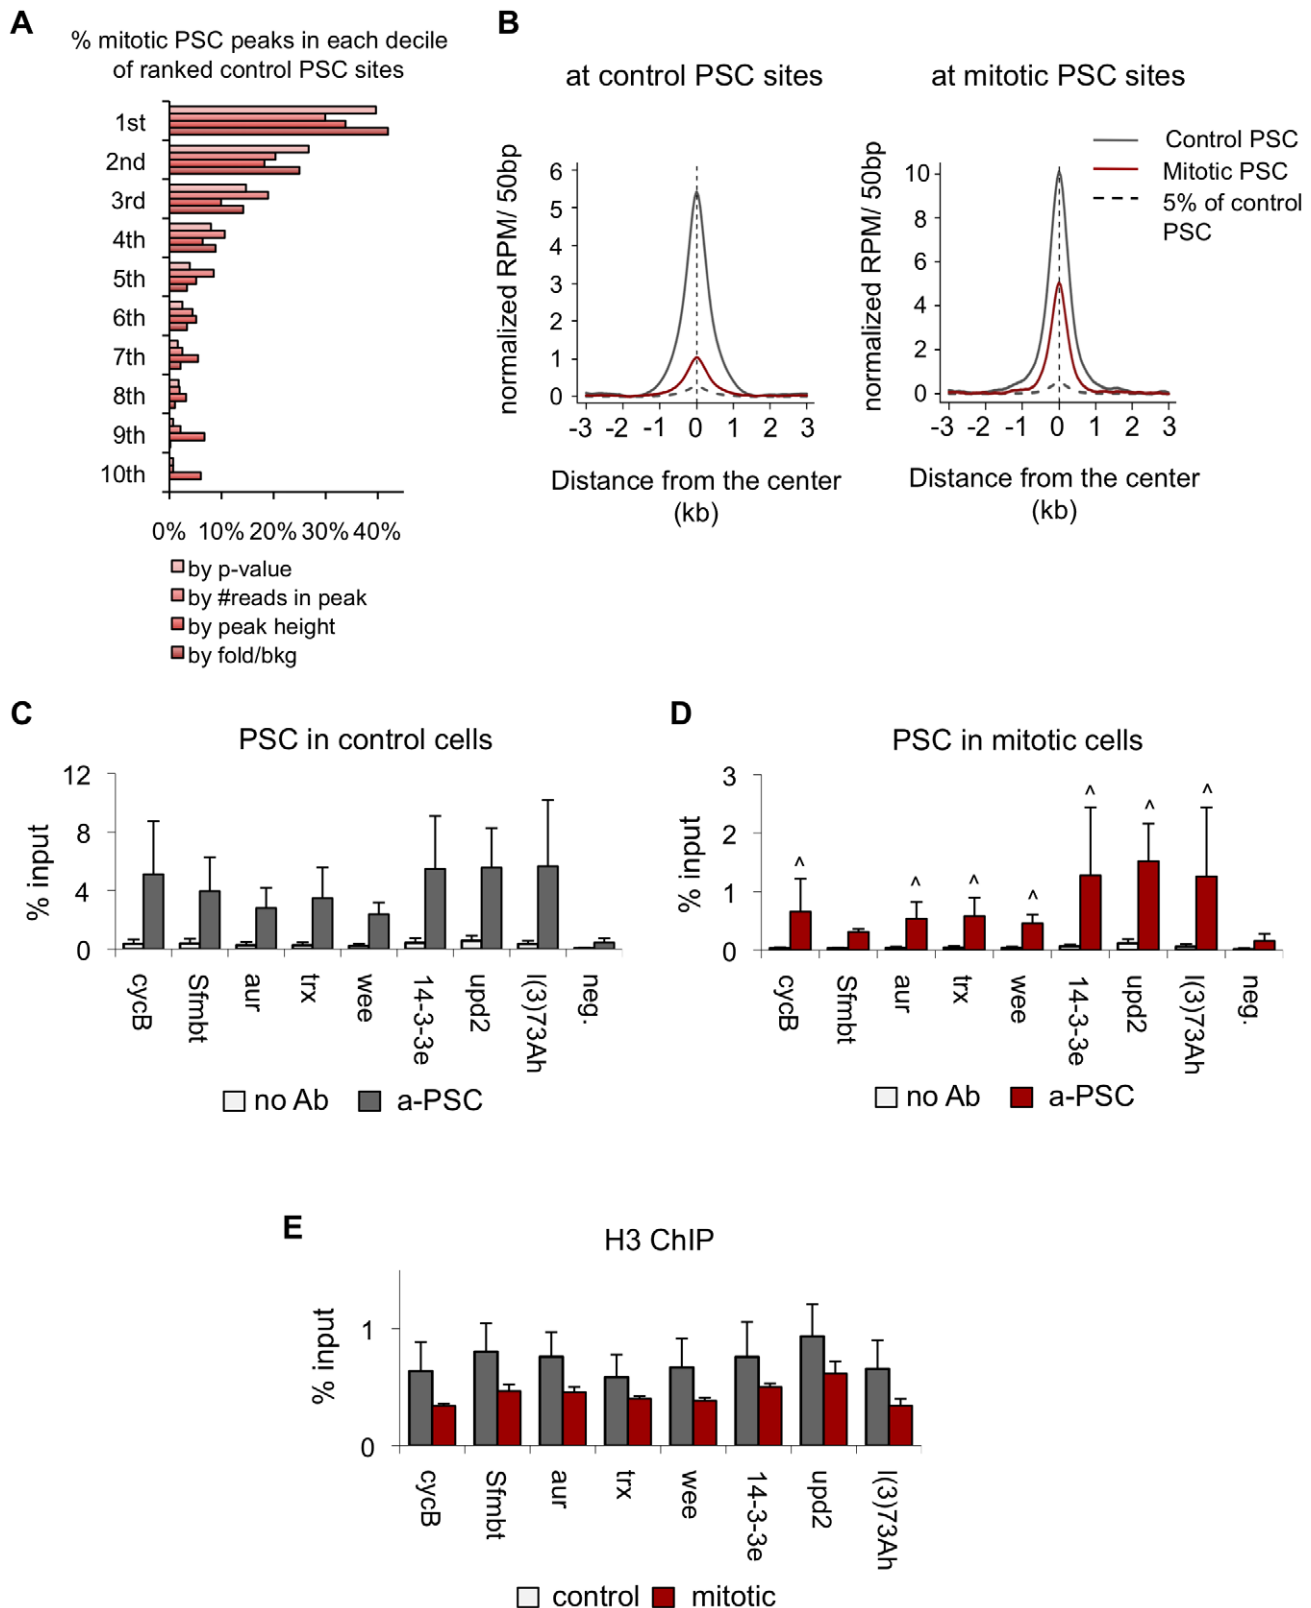 A
% mitotic PSC peaks in each decile
of ranked control PSC sites
1st
2nd
3rd
4th
5th
6th
7th
8th
9th
10th
0% 10% 20% 30% 40%
by p-value
by #reads in peak
by peak height
by fold/bkg
B
at control PSC sites
normalized RPM/ 50bp
6
5
4
3
2
1
0
-3 -2 -1 0 1 2 3
Distance from the center
(kb)
at mitotic PSC sites
normalized RPM/ 50bp
10
8
6
4
2
0
-3 -2 -1 0 1 2 3
Distance from the center
(kb)
Control PSC
Mitotic PSC
5% of control
PSC
C
PSC in control cells
% input
12
8
4
0
cycB
Sfmbt
aur
trx
wee
14-3-3e
upd2
l(3)73Ah
neg.
no Ab a-PSC
D
PSC in mitotic cells
% input
3
2
1
0
^ ^ ^ ^ ^ ^ ^
cycB
Sfmbt
aur
trx
wee
14-3-3e
upd2
l(3)73Ah
neg.
no Ab a-PSC
E
H3 ChIP
% input
1
0
cycB
Sfmbt
aur
trx
wee
14-3-3e
upd2
l(3)73Ah
control mitotic